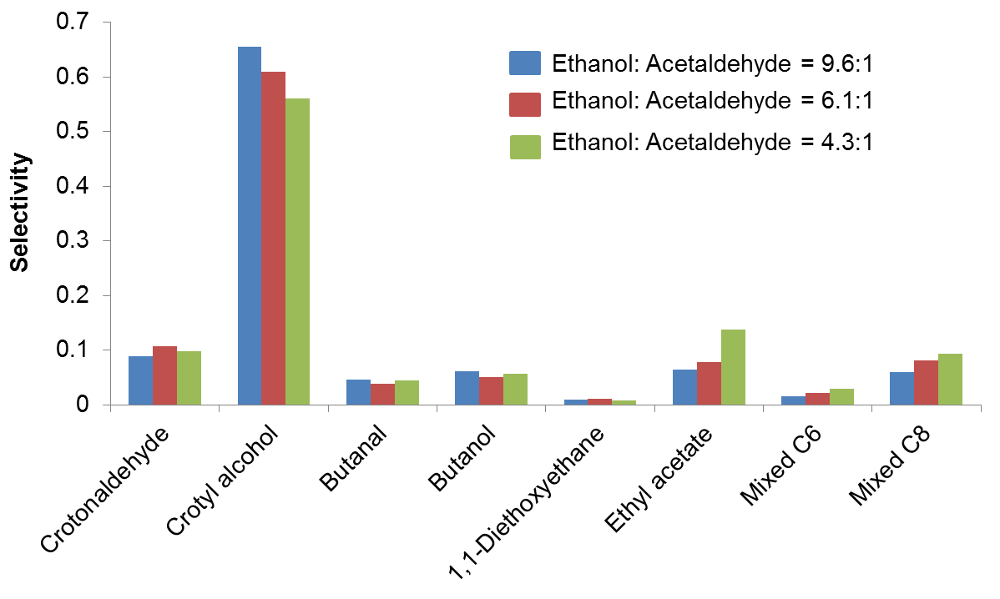 0.7
0.6
0.5
0.4
0.3
0.2
0.1
0
Selectivity
Ethanol: Acetaldehyde = 9.6:1
Ethanol: Acetaldehyde = 6.1:1
Ethanol: Acetaldehyde = 4.3:1
Crotonaldehyde
Crotyl alcohol
Butanal
Butanol
1,1-Diethoxyethane
Ethyl acetate
Mixed C6
Mixed C8